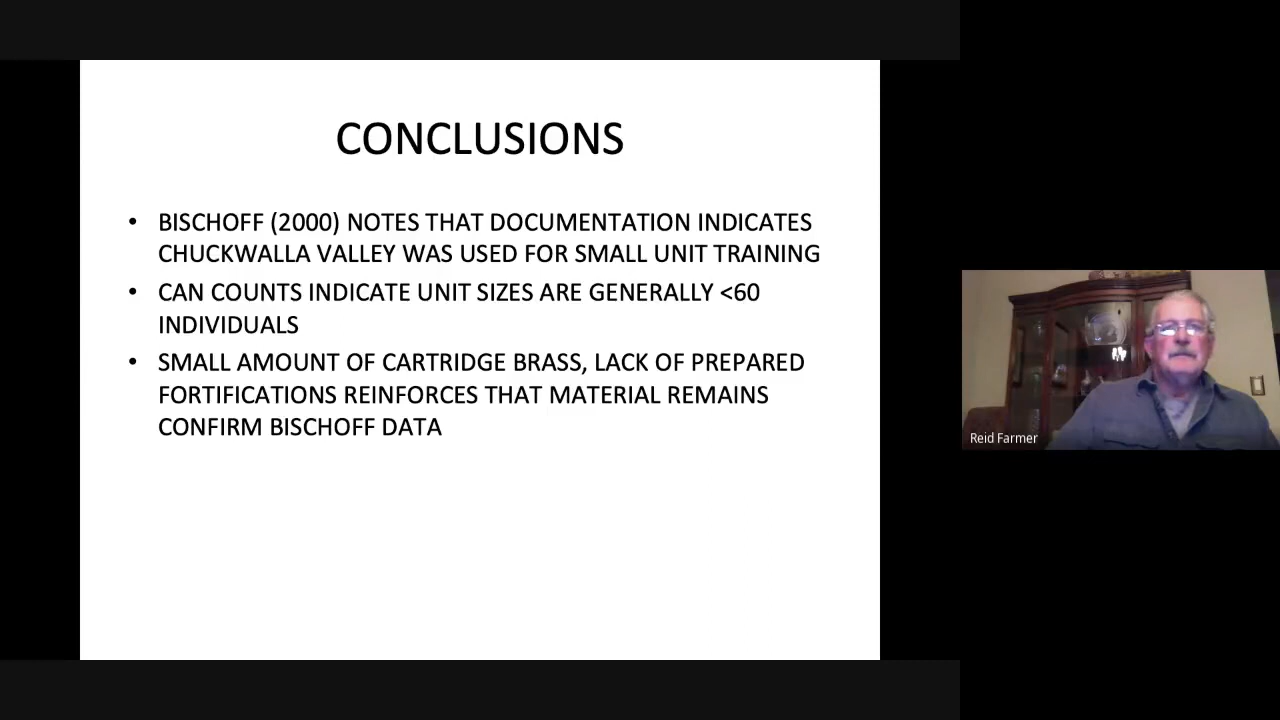 CONCLUSIONS
• BISCHOFF (2000) NOTES THAT DOCUMENTATION INDICATES
CHUCKWALLA VALLEY WAS USED FOR SMALL UNIT TRAINING
• CAN COUNTS INDICATE UNIT SIZES ARE GENERALLY <60
INDIVIDUALS
• SMALL AMOUNT OF CARTRIDGE BRASS, LACK OF PREPARED
FORTIFICATIONS REINFORCES THAT MATERIAL REMAINS
CONFIRM BISCHOFF DATA
Reid Farmer